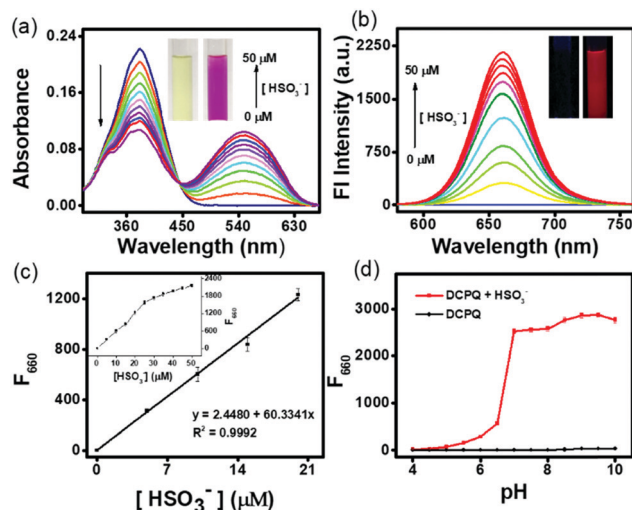 (a)
0.24
0.16
0.08
0.00
Absorbance
50 μM
[HSO3⁻]
0 μM
360 450 540 630
Wavelength (nm)
(b)
2250
1500
750
0
FI Intensity (a.u.)
50 μM
[HSO3⁻]
0 μM
600 650 700 750
Wavelength (nm)
(c)
1200
800
400
0
F660
2400
1800
1200
600
0
F660
0 10 20 30 40 50
[HSO3⁻] (μM)
y = 2.4480 + 60.3341x
R² = 0.9992
0 7 14 21
[HSO3⁻] (μM)
(d)
3000
2000
1000
0
F660
DCPQ + HSO3⁻
DCPQ
4 6 8 10
pH